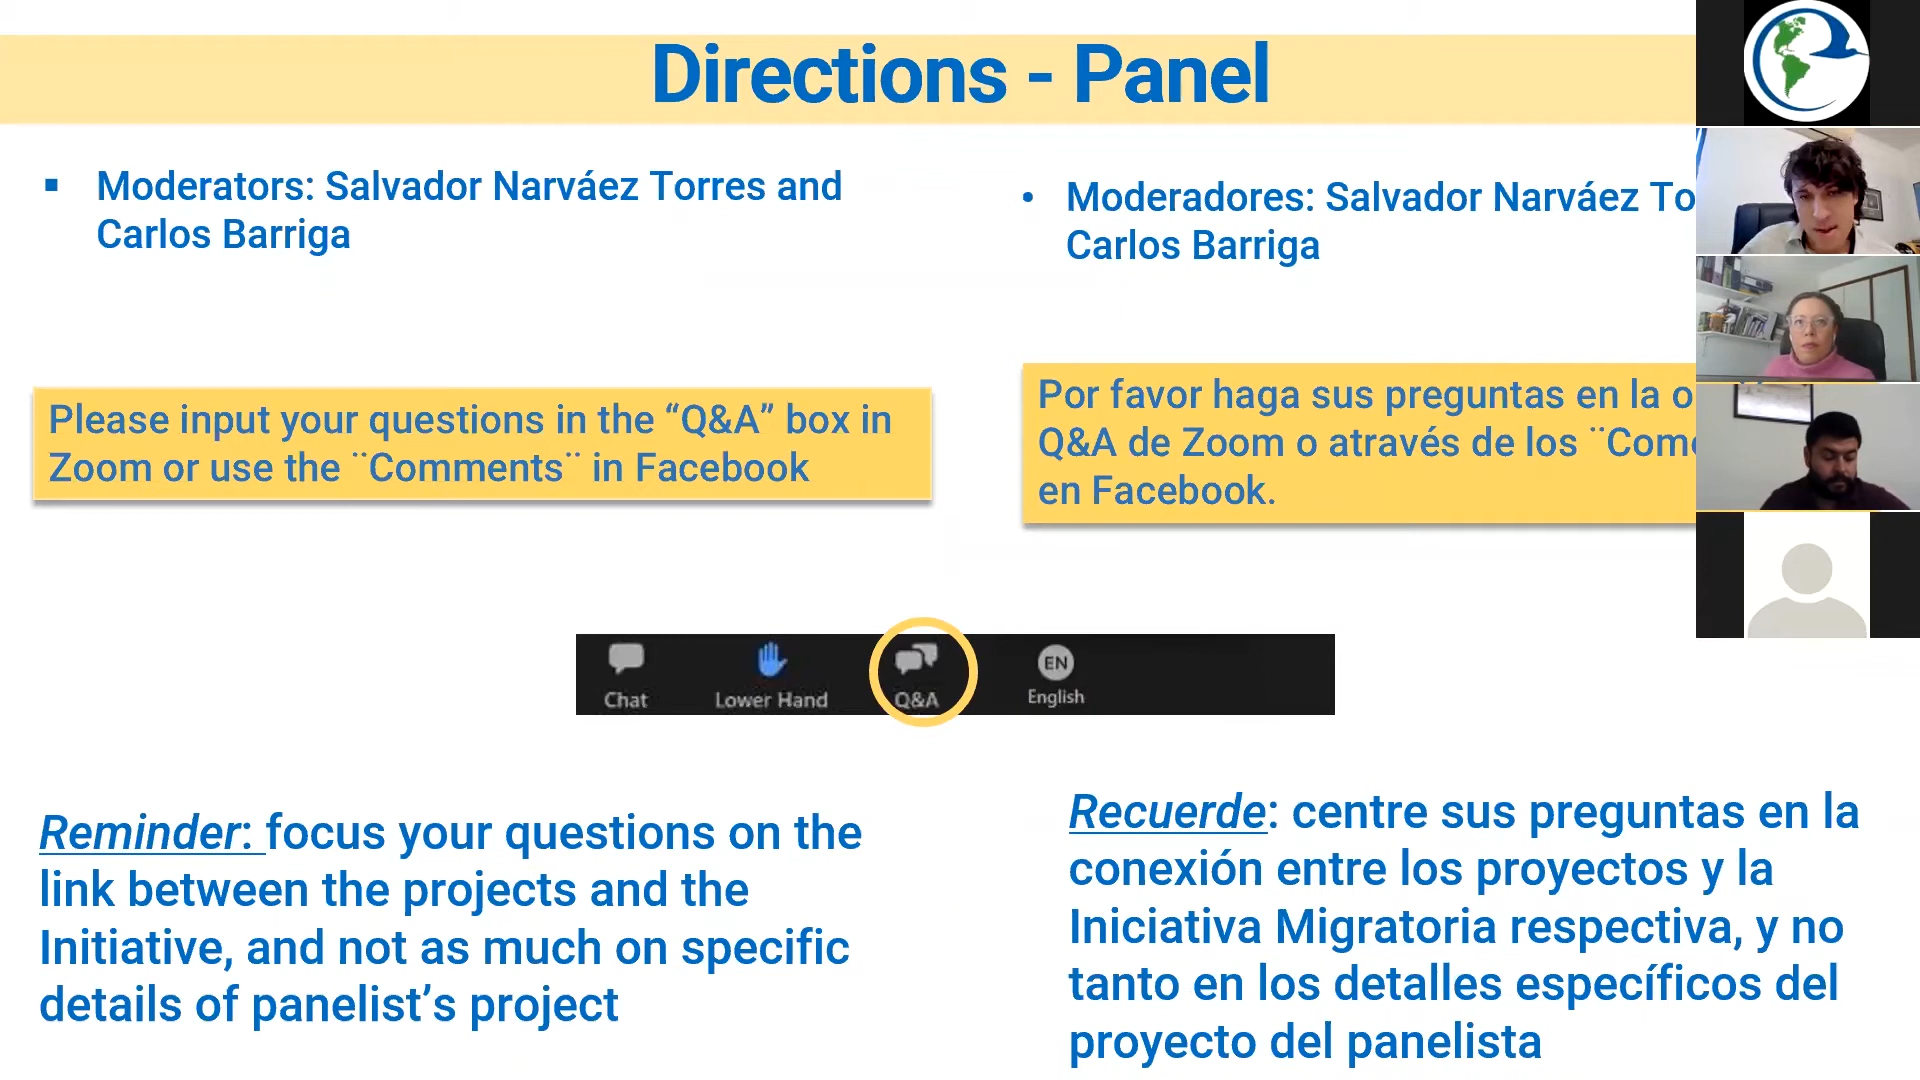 Directions - Panel
Moderators: Salvador Narváez Torres and
Carlos Barriga
Moderadores: Salvador Narváez To
Carlos Barriga
Please input your questions in the “Q&A” box in
Zoom or use the ¨Comments¨ in Facebook
Por favor haga sus preguntas en la o
Q&A de Zoom o através de los ¨Com
en Facebook.
Chat
Lower Hand
Q&A
EN
English
Reminder: focus your questions on the
link between the projects and the
Initiative, and not as much on specific
details of panelist’s project
Recuerde: centre sus preguntas en la
conexión entre los proyectos y la
Iniciativa Migratoria respectiva, y no
tanto en los detalles específicos del
proyecto del panelista